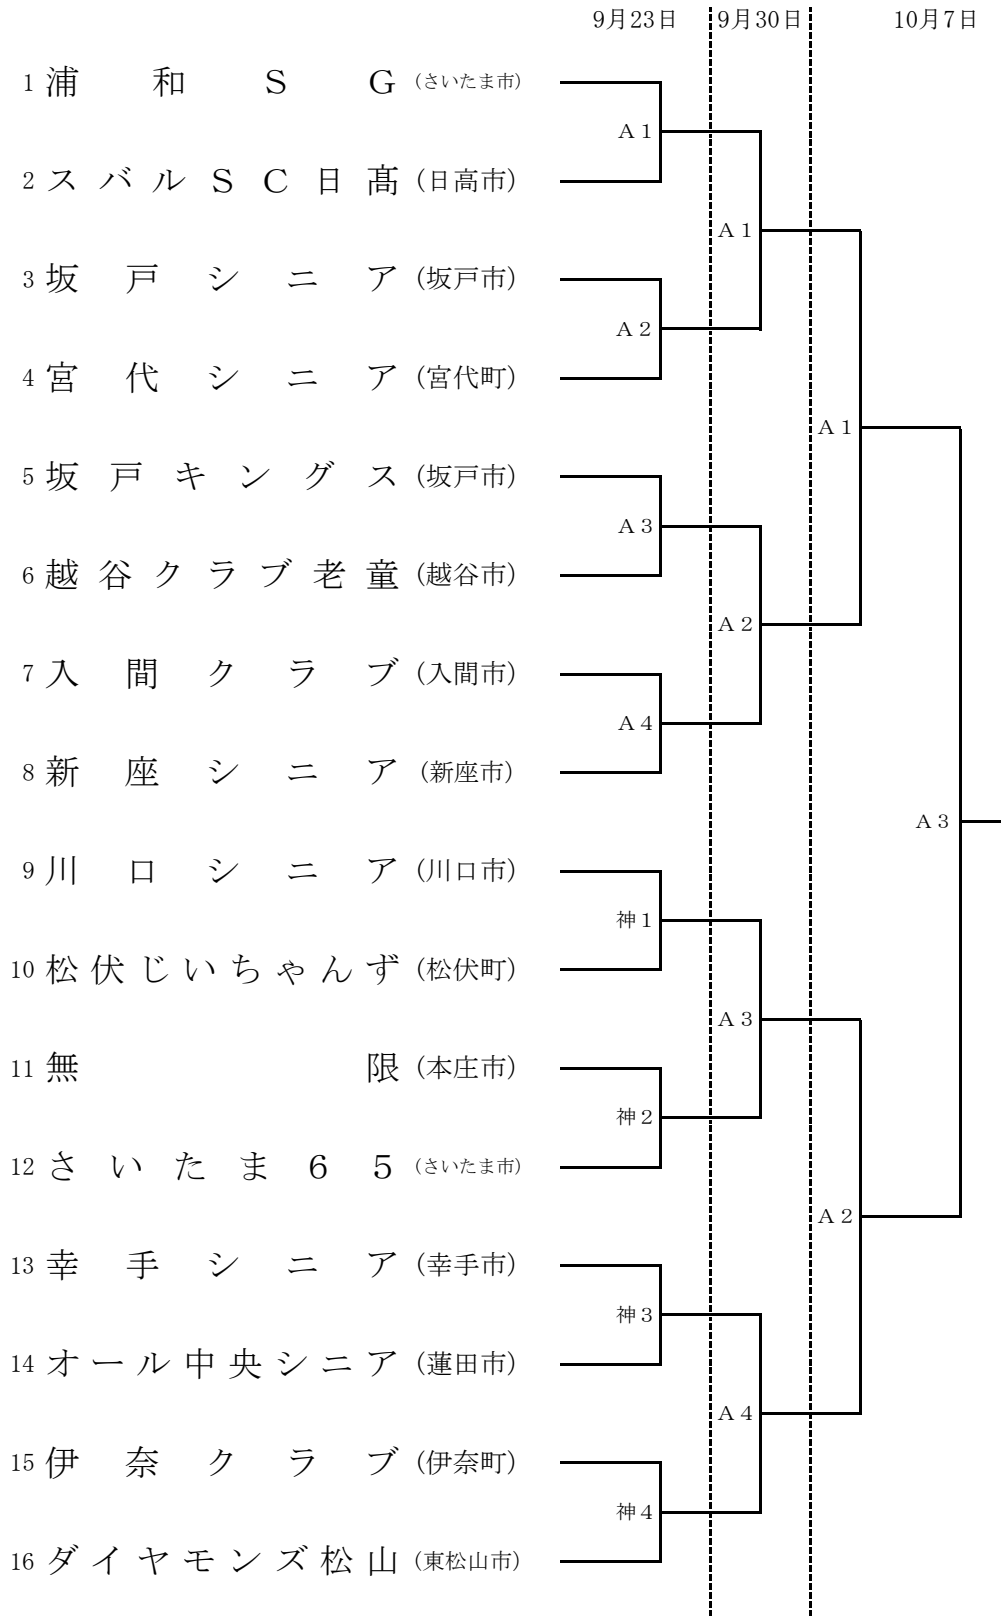 9月23日 9月30日 10月7日
1 浦和SG (さいたま市)
A1
2 スバルSC日髙 (日高市)
A1
3 坂戸シニア (坂戸市)
A2
4 宮代シニア (宮代町)
A1
5 坂戸キングス (坂戸市)
A3
6 越谷クラブ老童 (越谷市)
A2
7 入間クラブ (入間市)
A4
8 新座シニア (新座市)
A3
9 川口シニア (川口市)
神1
10 松伏じいちゃんず (松伏町)
A3
11 無限 (本庄市)
神2
12 さいたま65 (さいたま市)
A2
13 幸手シニア (幸手市)
神3
14 オール中央シニア (蓮田市)
A4
15 伊奈クラブ (伊奈町)
神4
16 ダイヤモンズ松山 (東松山市)